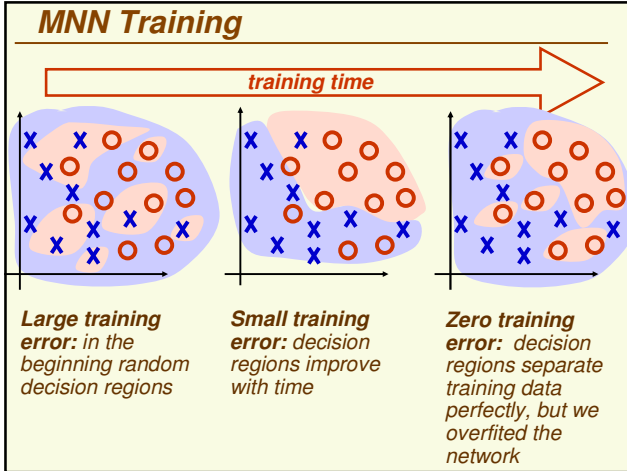 MNN Training
training time
Large training
error: in the
beginning random
decision regions
Small training
error: decision
regions improve
with time
Zero training
error: decision
regions separate
training data
perfectly, but we
overfited the
network